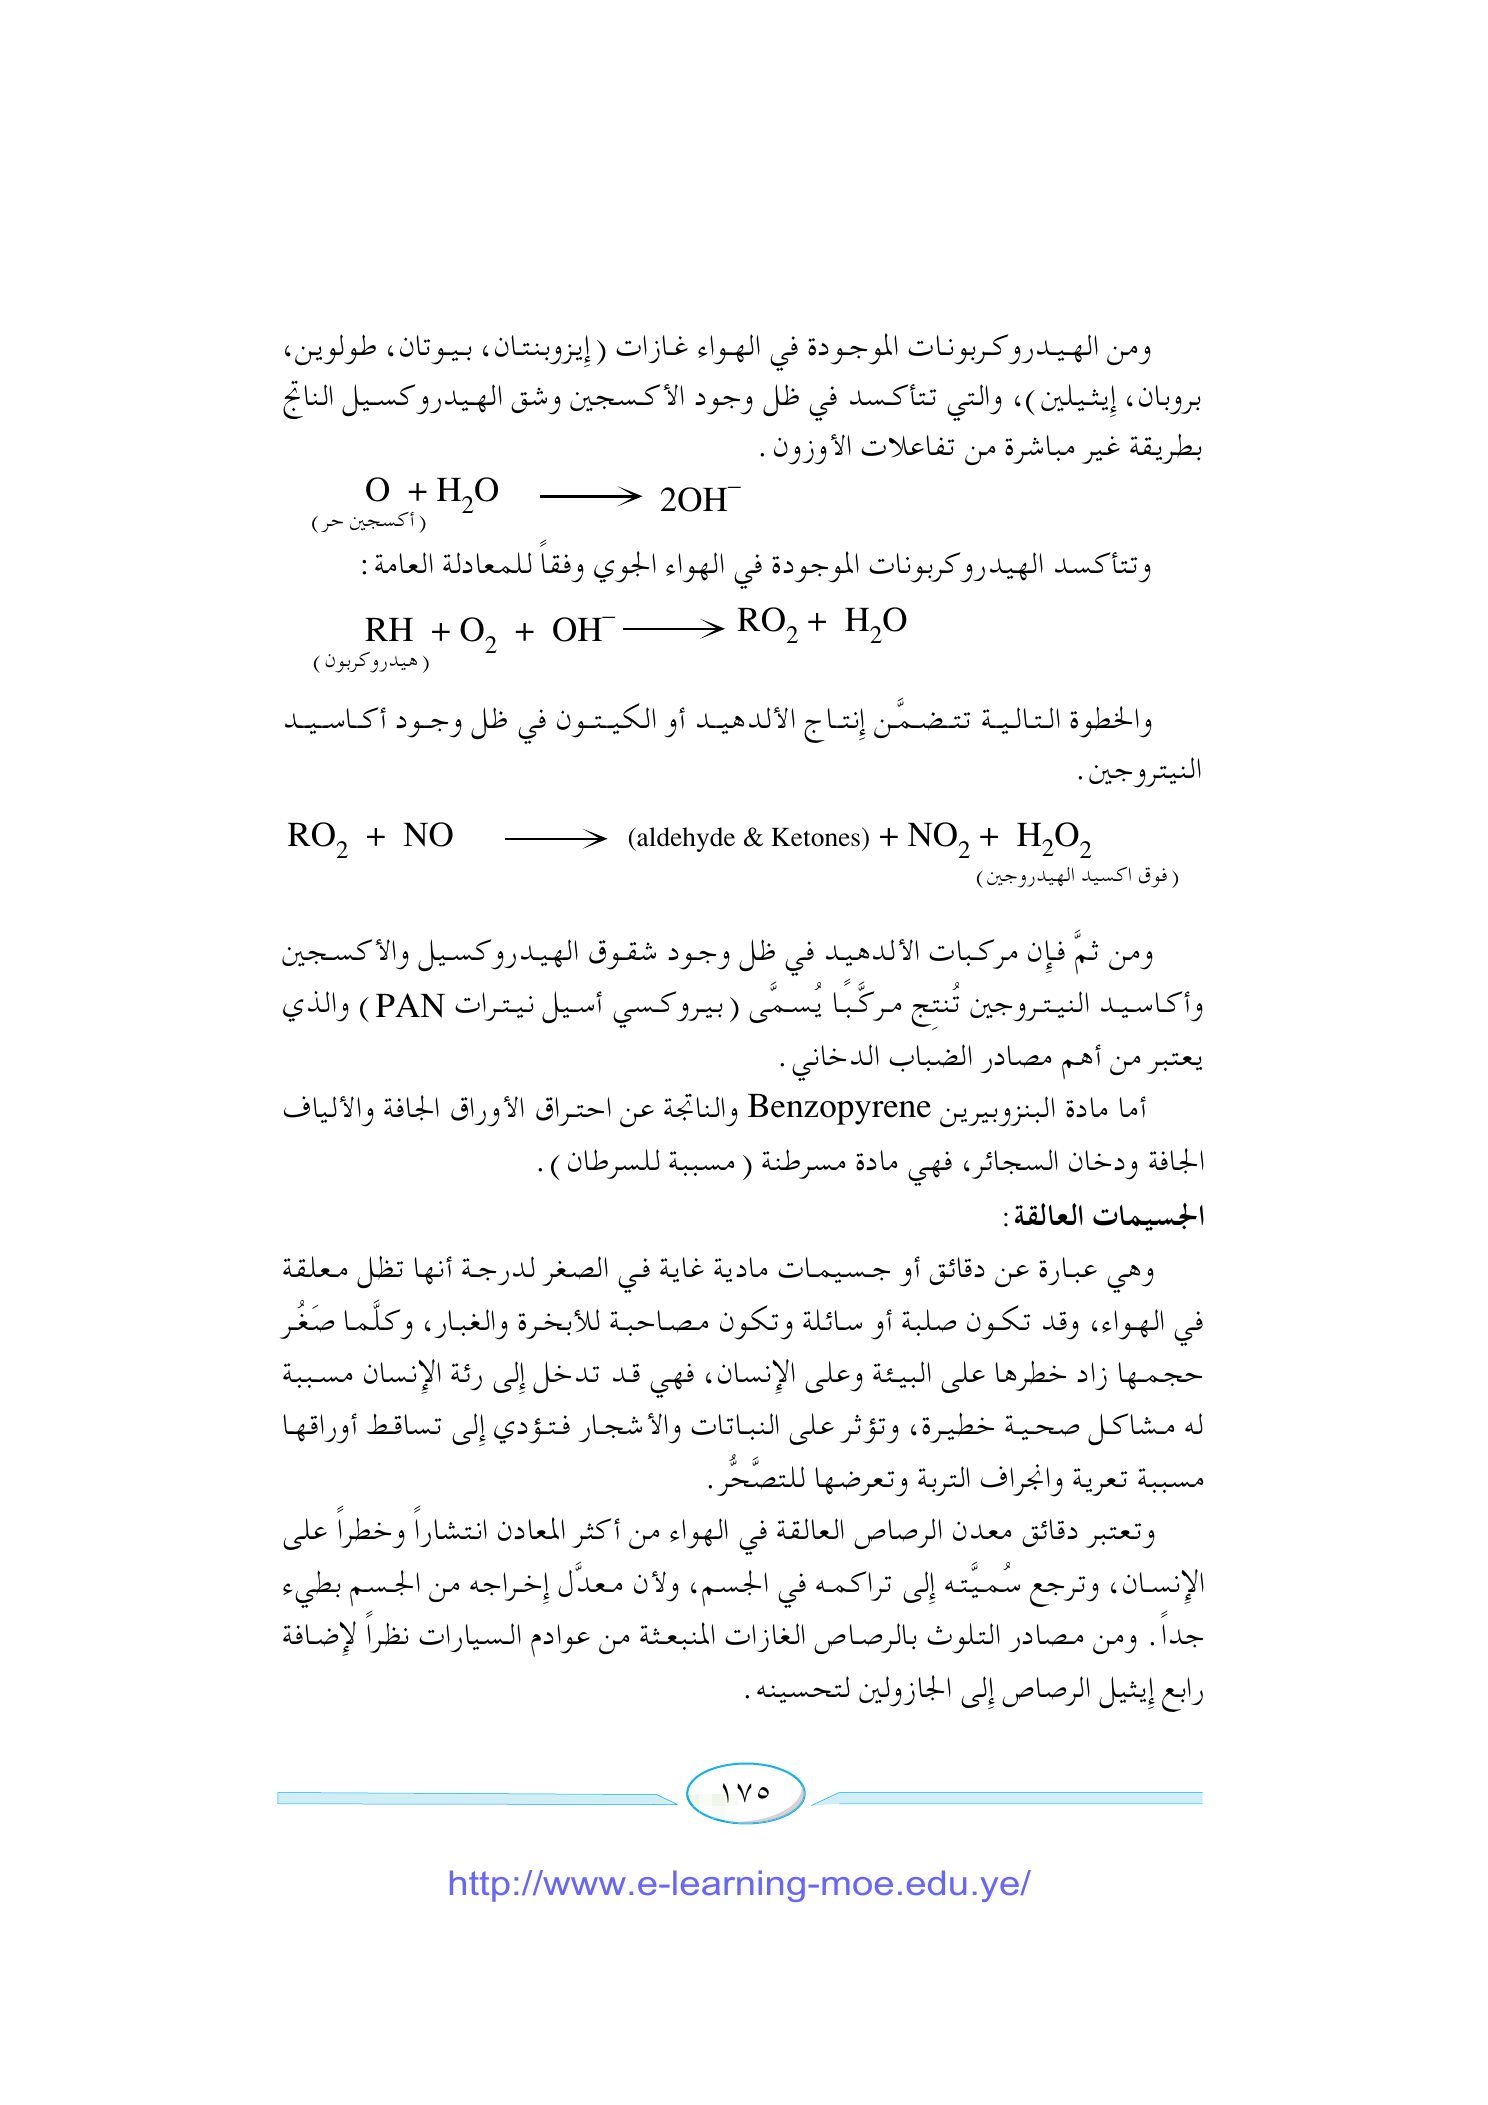 ومن الهيدروكربونات الموجودة في الهواء غازات (إيزوبنتان، بيوتان، طولوين،
بروبان، إيثيلين)، والتي تتأكسد في ظل وجود الأكسجين وشق الهيدروكسيل الناتج
بطريقة غير مباشرة من تفاعلات الأوزون .
O + H₂O ⟶ 2OH⁻
(أكسجين حر)
وتتأكسد الهيدروكربونات الموجودة في الهواء الجوي وفقاً للمعادلة العامة :
RH + O₂ + OH⁻ ⟶ RO₂ + H₂O
(هيدروكربون)
والخطوة التالية تتضمَّن إنتاج الألدهيد أو الكيتون في ظل وجود أكاسيد
النيتروجين .
RO₂ + NO ⟶ (aldehyde & Ketones) + NO₂ + H₂O₂
(فوق اكسيد الهيدروجين)
ومن ثمَّ فإِن مركبات الألدهيد في ظل وجود شقوق الهيدروكسيل والأكسجين
وأكاسيد النيتروجين تُنتِج مركَّبًا يُسمَّى (بيروكسي أسيل نيترات PAN) والذي
يعتبر من أهم مصادر الضباب الدخاني .
أما مادة البنزوبيرين Benzopyrene والناتجة عن احتراق الأوراق الجافة والألياف
الجافة ودخان السجائر، فهي مادة مسرطنة (مسببة للسرطان) .
الجسيمات العالقة :
وهي عبارة عن دقائق أو جسيمات مادية غاية في الصغر لدرجة أنها تظل معلقة
في الهواء، وقد تكون صلبة أو سائلة وتكون مصاحبة للأبخرة والغبار، وكلَّما صَغُر
حجمها زاد خطرها على البيئة وعلى الإنسان، فهي قد تدخل إلى رئة الإنسان مسببة
له مشاكل صحية خطيرة، وتؤثر على النباتات والأشجار فتؤدي إلى تساقط أوراقها
مسببة تعرية وانجراف التربة وتعرضها للتصَّحُّر .
وتعتبر دقائق معدن الرصاص العالقة في الهواء من أكثر المعادن انتشاراً وخطراً على
الإنسان، وترجع سُميَّته إلى تراكمه في الجسم، ولأن معدَّل إخراجه من الجسم بطيء
جداً . ومن مصادر التلوث بالرصاص الغازات المنبعثة من عوادم السيارات نظراً لإضافة
رابع إيثيل الرصاص إلى الجازولين لتحسينه .
١٧٥
http://www.e-learning-moe.edu.ye/